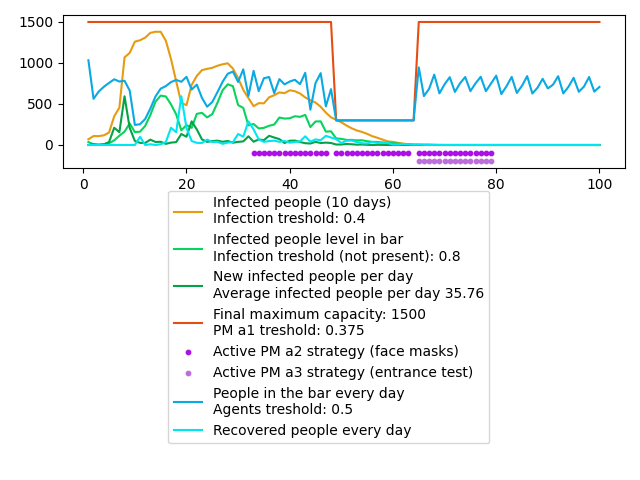 1500
1000
500
0
0
20
40
60
80
100
Infected people (10 days)
Infection treshold: 0.4
Infected people level in bar
Infection treshold (not present): 0.8
New infected people per day
Average infected people per day 35.76
Final maximum capacity: 1500
PM a1 treshold: 0.375
Active PM a2 strategy (face masks)
Active PM a3 strategy (entrance test)
People in the bar every day
Agents treshold: 0.5
Recovered people every day